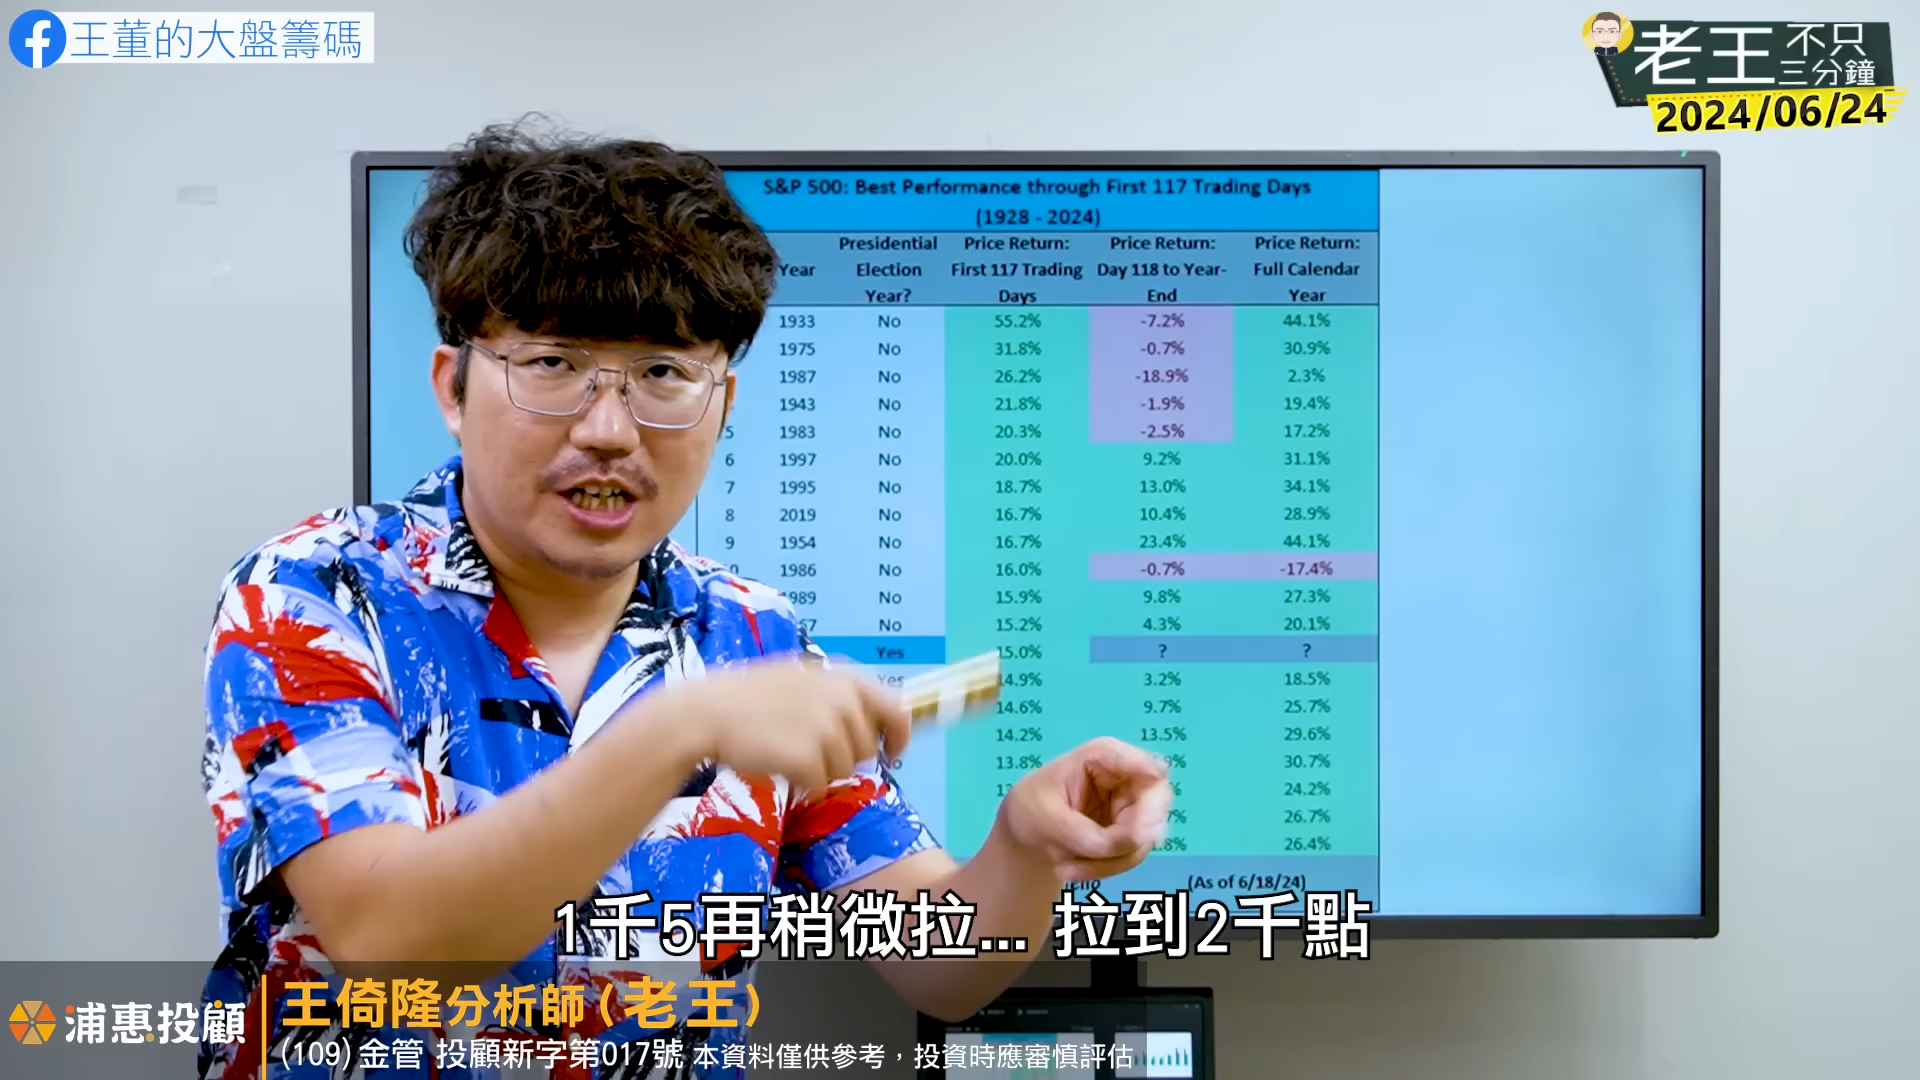 王董的大盤籌碼
老王不只三分鐘
2024/06/24
S&P 500: Best Performance through First 117 Trading Days
(1928 - 2024)
Year Presidential Election Year? Price Return: First 117 Trading Days Price Return: Day 118 to Year-End Price Return: Full Calendar Year
1933 No 55.2% -7.2% 44.1%
1975 No 31.8% -0.7% 30.9%
1987 No 26.2% -18.9% 2.3%
1943 No 21.8% -1.9% 19.4%
5 1983 No 20.3% -2.5% 17.2%
6 1997 No 20.0% 9.2% 31.1%
7 1995 No 18.7% 13.0% 34.1%
8 2019 No 16.7% 10.4% 28.9%
9 1954 No 16.7% 23.4% 44.1%
1986 No 16.0% -0.7% -17.4%
989 No 15.9% 9.8% 27.3%
67 No 15.2% 4.3% 20.1%
Yes 15.0% ? ?
Yes 14.9% 3.2% 18.5%
14.6% 9.7% 25.7%
14.2% 13.5% 29.6%
No 13.8% 9% 30.7%
% 24.2%
7% 26.7%
.8% 26.4%
(As of 6/18/24)
1千5再稍微拉... 拉到2千點
浦惠投顧
王倚隆分析師(老王)
(109)金管 投顧新字第017號 本資料僅供參考，投資時應審慎評估